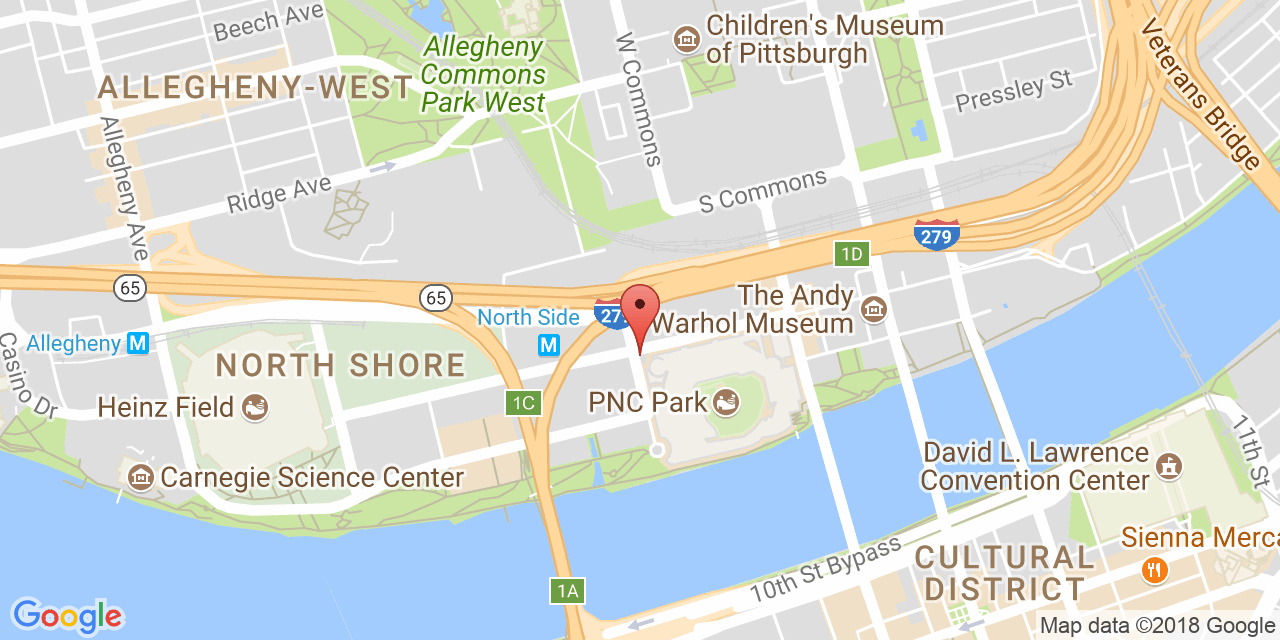 Beech Ave
Allegheny
Commons
Park West
W Commons
Children's Museum
of Pittsburgh
Veterans Bridge
ALLEGHENY-WEST
Pressley St
Allegheny Ave
Ridge Ave
S Commons
279
1D
65
65
The Andy
Warhol Museum
North Side
27
M
Allegheny M
Casino Dr
NORTH SHORE
Heinz Field
1C
PNC Park
11th St
David L. Lawrence
Convention Center
Carnegie Science Center
Sienna Merca
10th St Bypass
CULTURAL
DISTRICT
1A
Google
Map data ©2018 Google